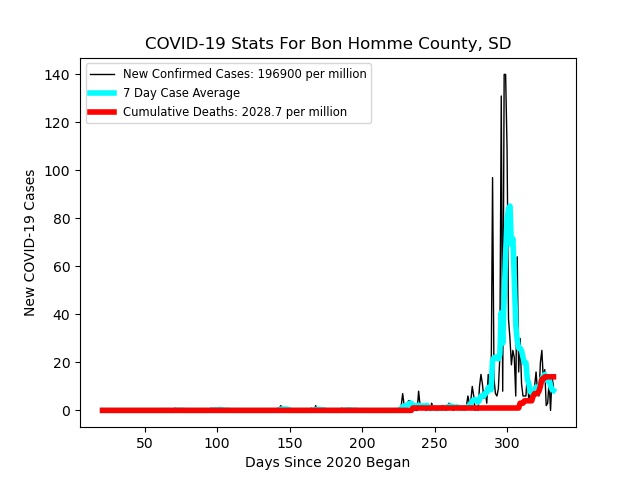 COVID-19 Stats For Bon Homme County, SD
New Confirmed Cases: 196900 per million
7 Day Case Average
Cumulative Deaths: 2028.7 per million
New COVID-19 Cases
140
120
100
80
60
40
20
0
50 100 150 200 250 300
Days Since 2020 Began